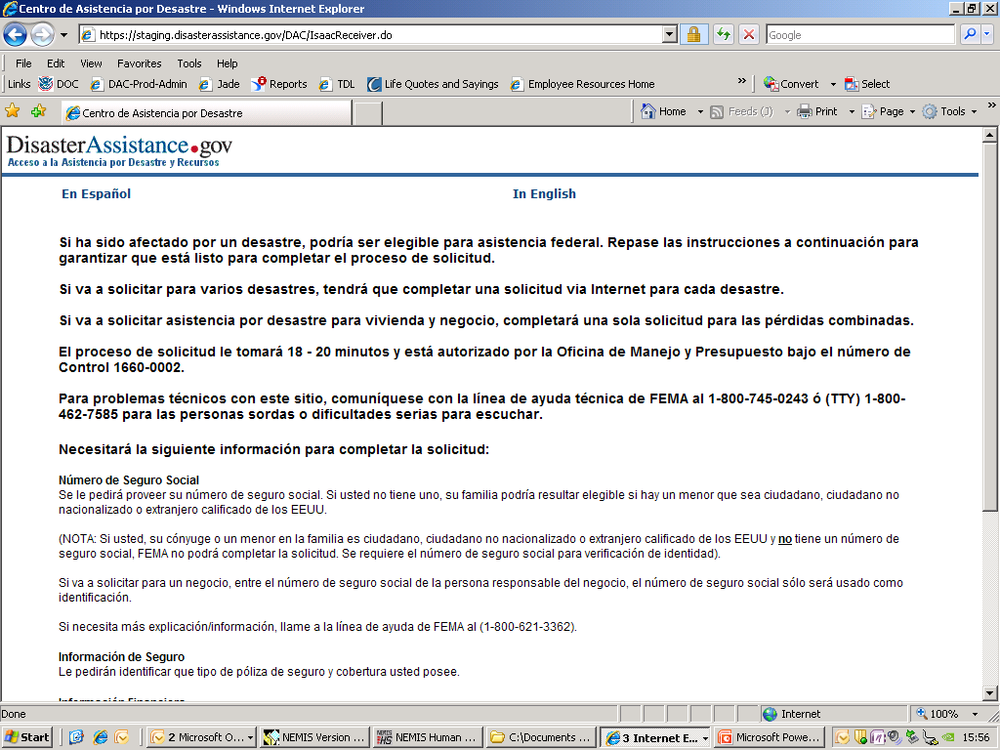 Centro de Asistencia por Desastre - Windows Internet Explorer
https://staging.disasterassistance.gov/DAC/IsaacReceiver.do
Google
File Edit View Favorites Tools Help
Links DOC DAC-Prod-Admin Jade Reports TDL Life Quotes and Sayings Employee Resources Home » Convert Select
Centro de Asistencia por Desastre
Home Feeds (J) Print Page Tools »
DisasterAssistance.gov
Acceso a la Asistencia por Desastre y Recursos
En Español In English
Si ha sido afectado por un desastre, podría ser elegible para asistencia federal. Repase las instrucciones a continuación para
garantizar que está listo para completar el proceso de solicitud.
Si va a solicitar para varios desastres, tendrá que completar una solicitud via Internet para cada desastre.
Si va a solicitar asistencia por desastre para vivienda y negocio, completará una sola solicitud para las pérdidas combinadas.
El proceso de solicitud le tomará 18 - 20 minutos y está autorizado por la Oficina de Manejo y Presupuesto bajo el número de
Control 1660-0002.
Para problemas técnicos con este sitio, comuníquese con la línea de ayuda técnica de FEMA al 1-800-745-0243 ó (TTY) 1-800-
462-7585 para las personas sordas o dificultades serias para escuchar.
Necesitará la siguiente información para completar la solicitud:
Número de Seguro Social
Se le pedirá proveer su número de seguro social. Si usted no tiene uno, su familia podría resultar elegible si hay un menor que sea ciudadano, ciudadano no
nacionalizado o extranjero calificado de los EEUU.
(NOTA: Si usted, su cónyuge o un menor en la familia es ciudadano, ciudadano no nacionalizado o extranjero calificado de los EEUU y no tiene un número de
seguro social, FEMA no podrá completar la solicitud. Se requiere el número de seguro social para verificación de identidad).
Si va a solicitar para un negocio, entre el número de seguro social de la persona responsable del negocio, el número de seguro social sólo será usado como
identificación.
Si necesita más explicación/información, llame a la línea de ayuda de FEMA al (1-800-621-3362).
Información de Seguro
Le pedirán identificar que tipo de póliza de seguro y cobertura usted posee.
Información Financiera
Done Internet 100%
Start 2 Microsoft O... NEMIS Version ... NEMIS Human ... C:\Documents ... 3 Internet E... Microsoft Powe... 15:56